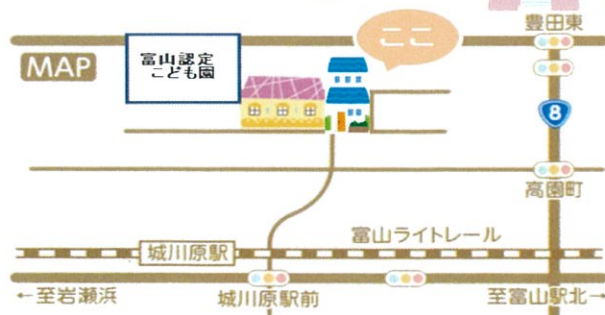 豊田東
ここ
MAP
富山認定
こども園
8
高園町
富山ライトレール
城川原駅
←至岩瀬浜
城川原駅前
至富山駅北→